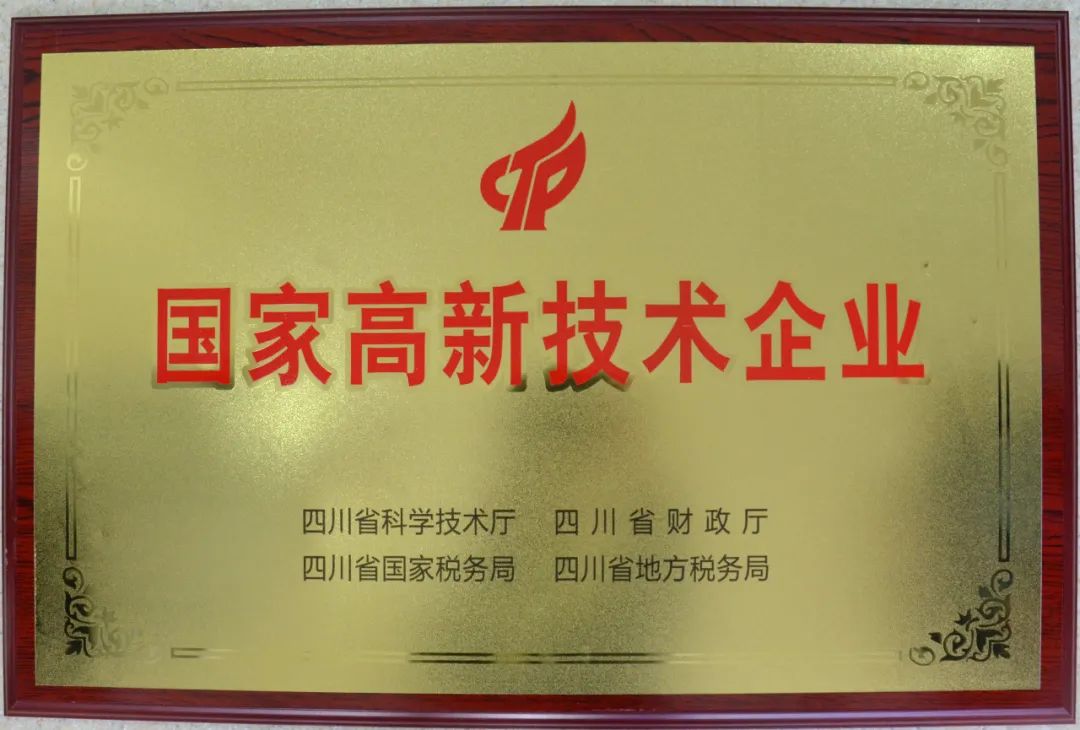 CTP
国家高新技术企业
四川省科学技术厅 四川省财政厅
四川省国家税务局 四川省地方税务局